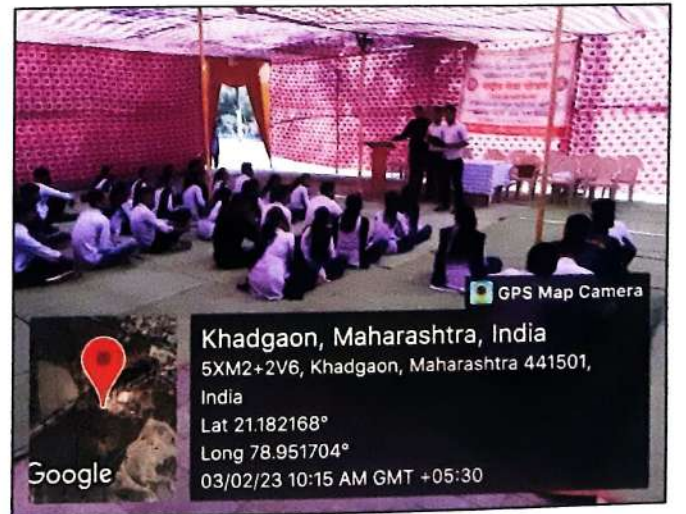 राष्ट्रीय सेवा योजना
GPS Map Camera
Khadgaon, Maharashtra, India
5XM2+2V6, Khadgaon, Maharashtra 441501,
India
Lat 21.182168°
Long 78.951704°
03/02/23 10:15 AM GMT +05:30
Google